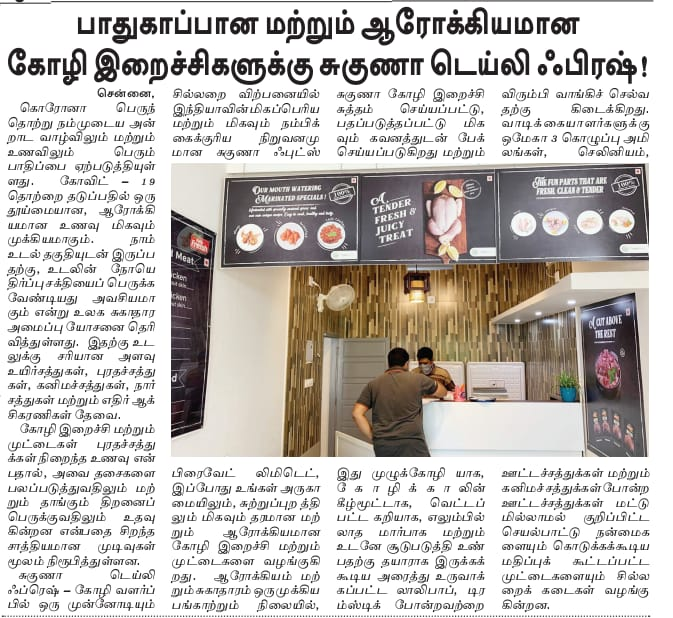 பாதுகாப்பான மற்றும் ஆரோக்கியமான
கோழி இறைச்சிகளுக்கு சுகுணா டெய்லி ஃபிரஷ்!
சென்னை,
கொரோனா பெருந்
தொற்று நம்முடைய அன்
றாட வாழ்விலும் மற்றும்
உணவிலும் பெரும்
பாதிப்பை ஏற்படுத்தியுள்
ளது. கோவிட் – 19
தொற்றை தடுப்பதில் ஒரு
தூய்மையான, ஆரோக்கி
யமான உணவு மிகவும்
முக்கியமாகும். நாம்
உடல் தகுதியுடன் இருப்ப
தற்கு, உடலின் நோயெ
திர்ப்பு சக்தியைப் பெருக்க
வேண்டியது அவசியமா
கும் என்று உலக சுகாதார
அமைப்பு யோசனை தெரி
வித்துள்ளது. இதற்கு உட
லுக்கு சரியான அளவு
உயிர்சத்துகள், புரதச்சத்து
கள், கனிமச்சத்துகள், நார்
சத்துகள் மற்றும் எதிர் ஆக்
சிகரணிகள் தேவை.
கோழி இறைச்சி மற்றும்
முட்டைகள் புரதச்சத்து
க்கள் நிறைந்த உணவு என்
பதால், அவை தசைகளை
பலப்படுத்துவதிலும் மற்
றும் தாங்கும் திறனைப்
பெருகுவதிலும் உதவு
கின்றன என்பதை சிறந்த
சாத்தியமான முடிவுகள்
மூலம் நிரூபித்துள்ளன.
சுகுணா டெய்லி
ஃப்ரெஷ் – கோழி வளர்ப்
பில் ஒரு முன்னோடியும்
சில்லறை விற்பனையில்
இந்தியாவின் மிகப்பெரிய
மற்றும் மிகவும் நம்பிக்
கைக்குரிய நிறுவனமு
மான சுகுணா ஃபுட்ஸ்
பிரைவேட் லிமிடெட்,
இப்போது உங்கள் அருகா
மையிலும், சுற்றுப்புறத்தி
லும் மிகவும் தரமான மற்
றும் ஆரோக்கியமான
கோழி இறைச்சி மற்றும்
முட்டைகளை வழங்குகி
றது. ஆரோக்கியம் மற்
றும் சுகாதாரம் ஒரு முக்கிய
பங்காற்றும் நிலையில்,
சுகுணா கோழி இறைச்சி
சுத்தம் செய்யப்பட்டு,
பதப்படுத்தப்பட்டு மிக
வும் கவனத்துடன் பேக்
செய்யப்படுகிறது மற்றும்
இது முழுக்கோழி யாக,
கோழிக்காலின்
கீழ்மூட்டாக, வெட்டப்
பட்ட கறியாக, எலும்பில்
லாத மார்பாக மற்றும்
உடனே சூடுபடுத்தி உண்
பதற்கு தயாராக இருக்கக்
கூடிய அரைத்து உருவாக்
கப்பட்ட லாலிபாப், டிர
ம்ஸ்டிக் போன்றவற்றை
விரும்பி வாங்கிச் செல்வ
தற்கு கிடைக்கிறது.
வாடிக்கையாளர்களுக்கு
ஒமேகா 3 கொழுப்பு அமி
லங்கள், செலினியம்,
ஊட்டச்சத்துக்கள் மற்றும்
கனிமச்சத்துகள் போன்ற
ஊட்டச்சத்துக்கள் மட்டு
மில்லாமல் குறிப்பிட்ட
செயல்பாட்டு நன்மைக
ளையும் கொடுக்கக்கூடிய
மதிப்புக் கூட்டப்பட்ட
முட்டைகளையும் சில்ல
றைக் கடைகள் வழங்கு
கின்றன.
OUR MOUTH WATERING
MARINATED SPECIALS!
100%
A
TENDER
FRESH &
JUICY
TREAT
THE FUN PARTS THAT ARE
FRESH, CLEAN & TENDER
100%
Fresh
Meat
A CUT ABOVE
THE REST